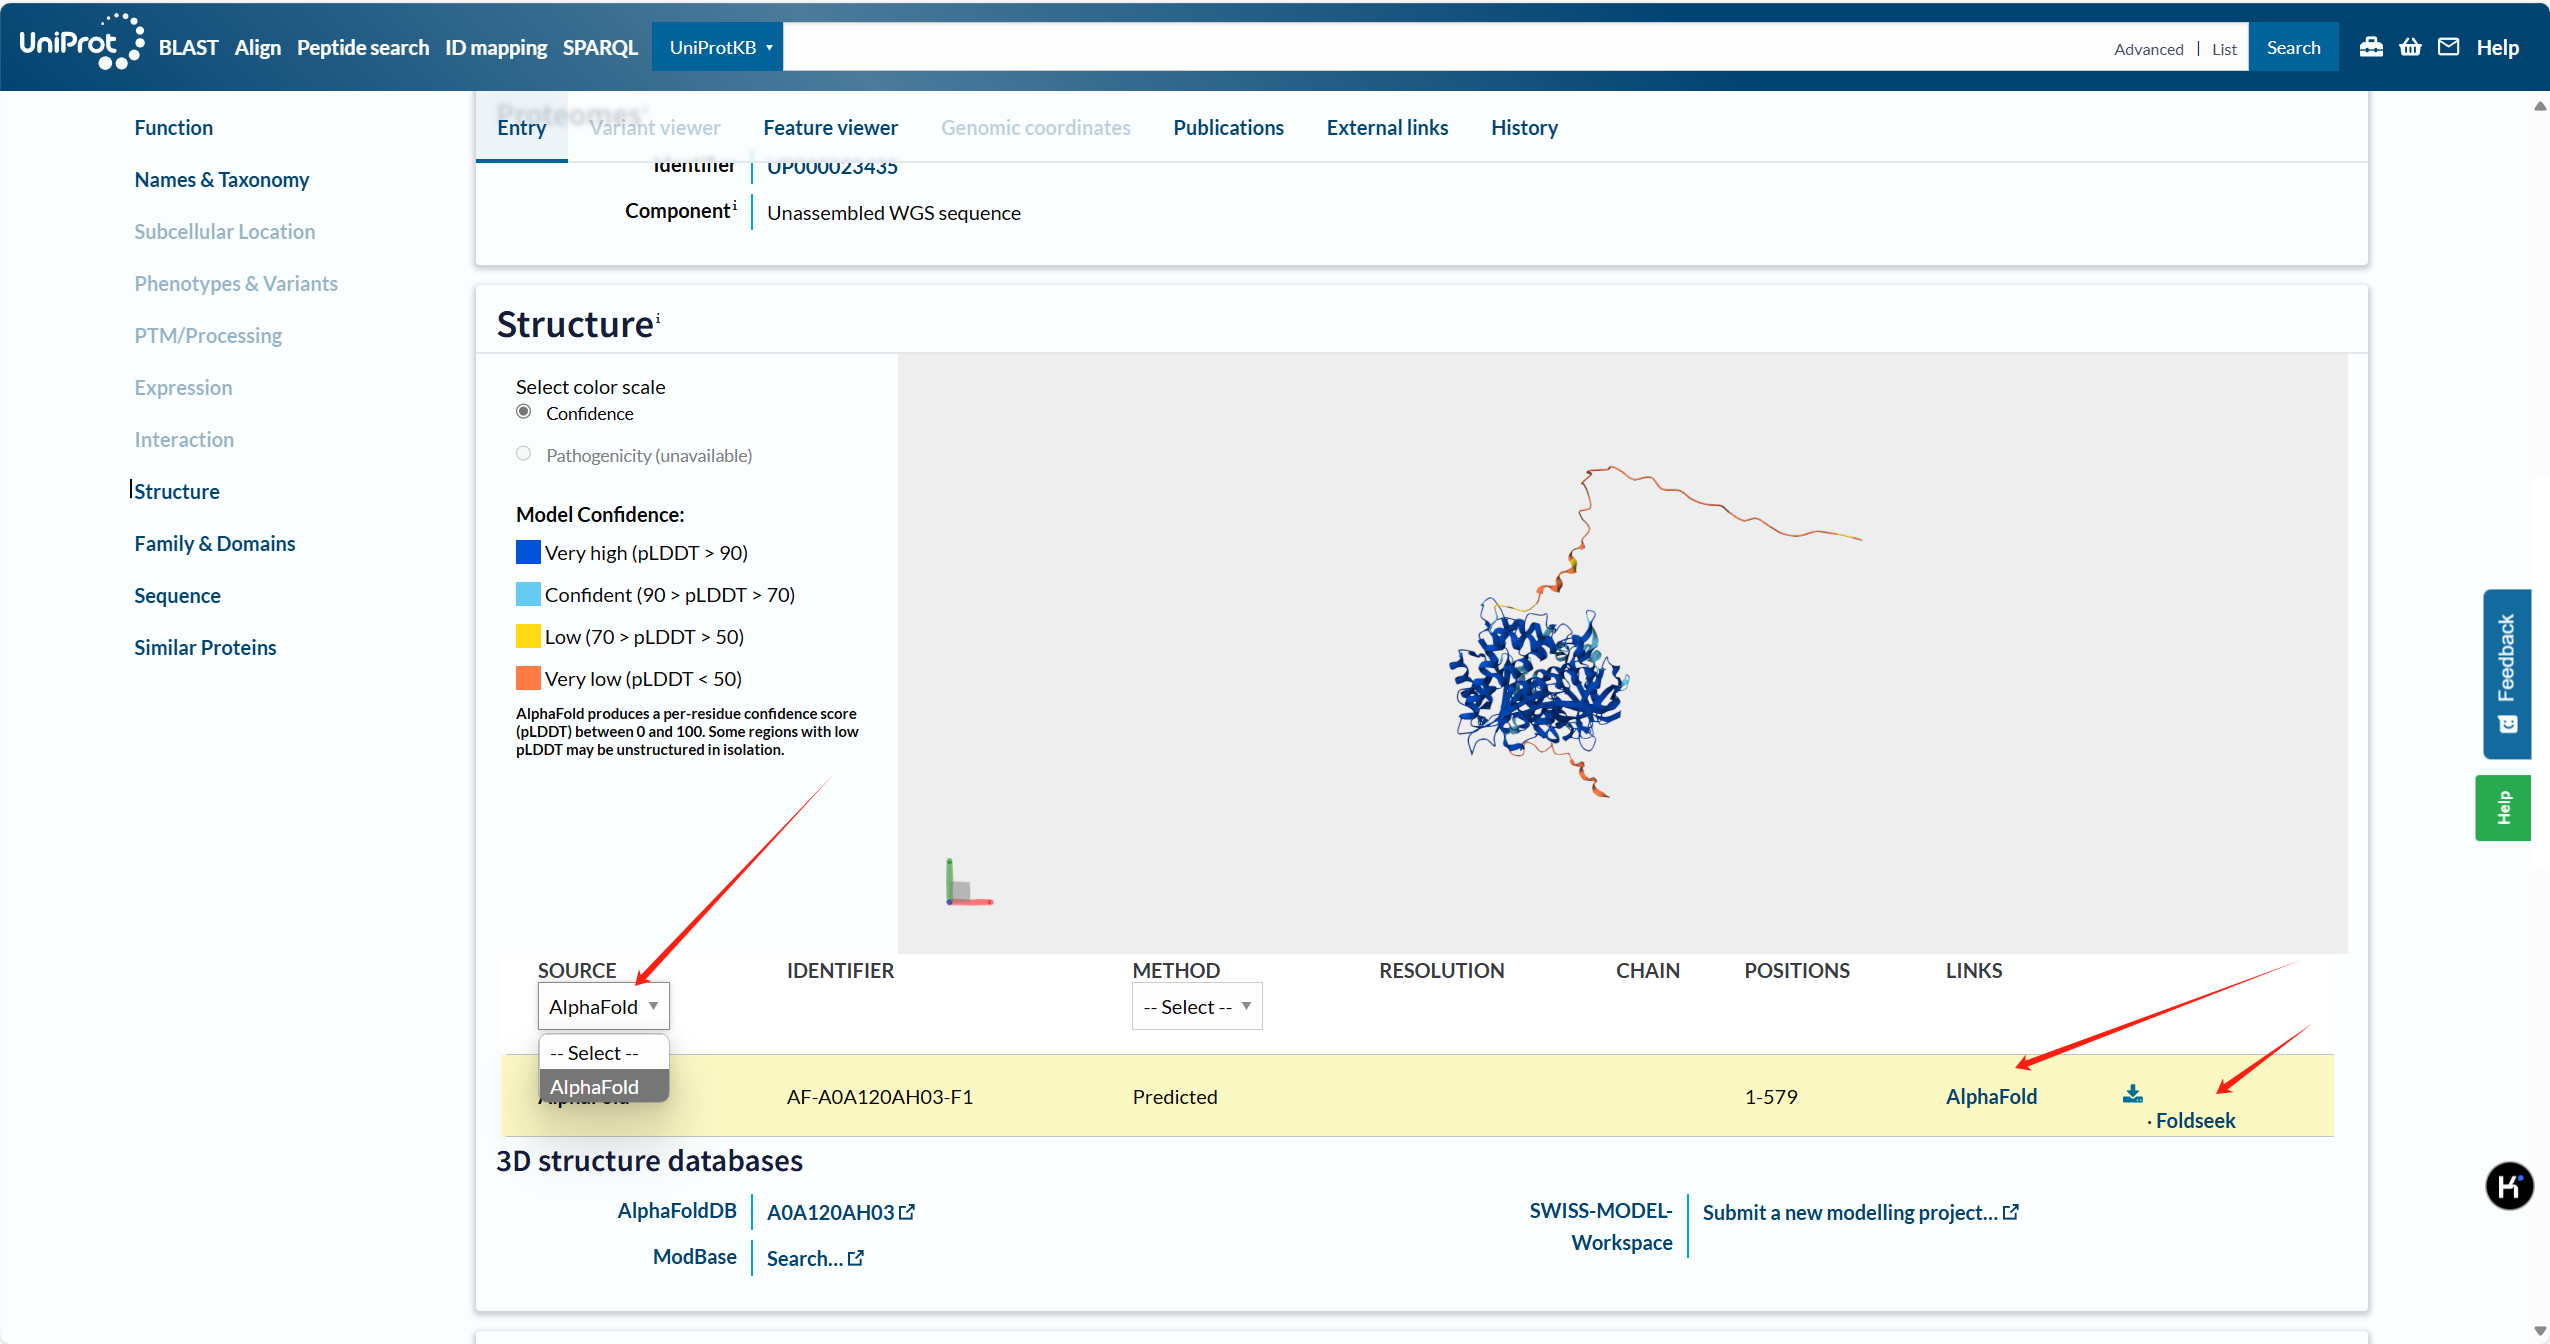 UniProt BLAST Align Peptide search ID mapping SPARQL UniProtKB Advanced | List Search Help
Function
Names & Taxonomy
Subcellular Location
Phenotypes & Variants
PTM/Processing
Expression
Interaction
Structure
Family & Domains
Sequence
Similar Proteins
Proteomes i
Entry Variant viewer Feature viewer Genomic coordinates Publications External links History
Identifier UP000023435
Component i Unassembled WGS sequence
Structure i
Select color scale
Confidence
Pathogenicity (unavailable)
Model Confidence:
Very high (pLDDT > 90)
Confident (90 > pLDDT > 70)
Low (70 > pLDDT > 50)
Very low (pLDDT < 50)
AlphaFold produces a per-residue confidence score
(pLDDT) between 0 and 100. Some regions with low
pLDDT may be unstructured in isolation.
SOURCE IDENTIFIER METHOD RESOLUTION CHAIN POSITIONS LINKS
AlphaFold -- Select --
-- Select --
AlphaFold
AlphaFold AF-A0A120AH03-F1 Predicted 1-579 AlphaFold
· Foldseek
3D structure databases
AlphaFoldDB A0A120AH03
ModBase Search...
SWISS-MODEL-
Workspace
Submit a new modelling project...
Feedback
Help
K